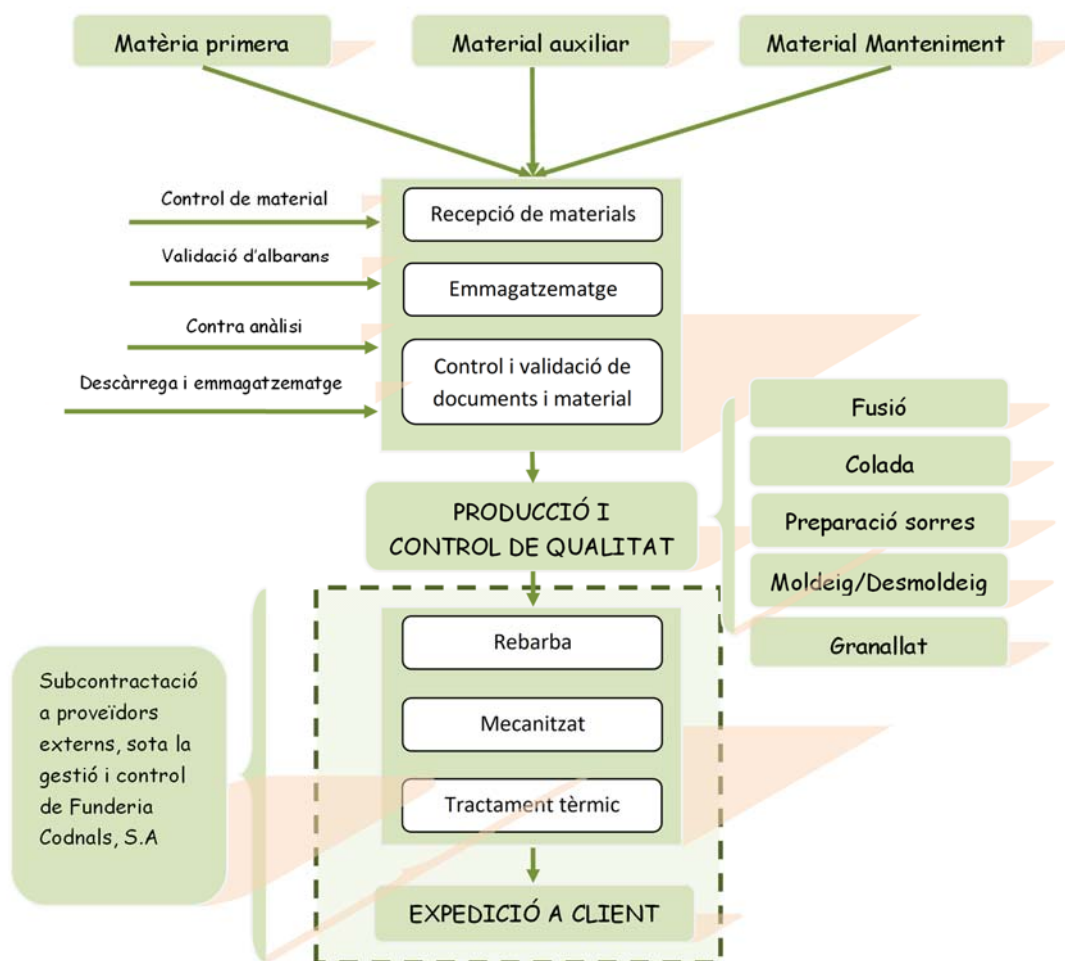 Matèria primera
Material auxiliar
Material Manteniment
Control de material
Validació d'albarans
Contra anàlisi
Descàrrega i emmagatzematge
Recepció de materials
Emmagatzematge
Control i validació de
documents i material
PRODUCCIÓ I
CONTROL DE QUALITAT
Fusió
Colada
Preparació sorres
Moldeig/Desmoldeig
Granallat
Subcontractació
a proveïdors
externs, sota la
gestió i control
de Funderia
Codnals, S.A
Rebarba
Mecanitzat
Tractament tèrmic
EXPEDICIÓ A CLIENT